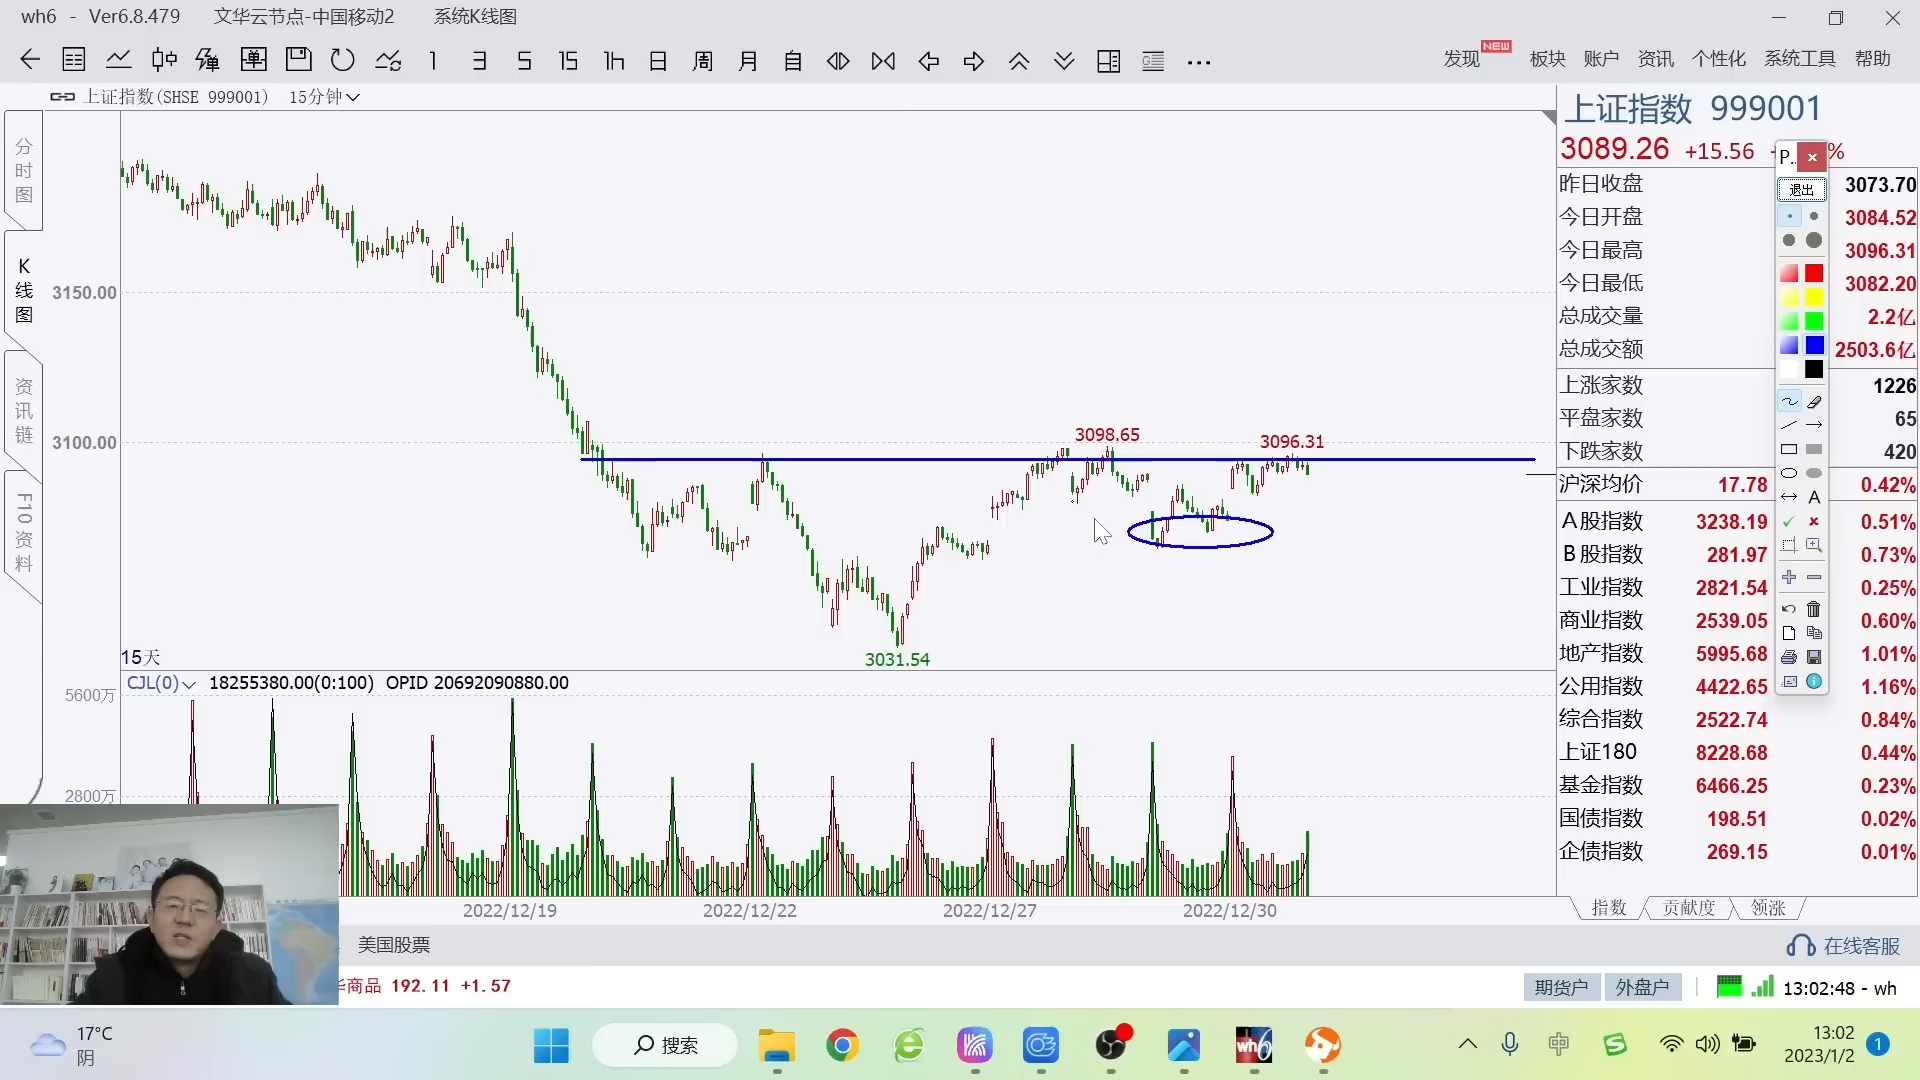 wh6 - Ver6.8.479 文华云节点-中国移动2 系统K线图
1 3 5 15 1h 日 周 月 自 ...
发现 NEW 板块 账户 资讯 个性化 系统工具 帮助
上证指数(SHSE 999001) 15分钟
分时图
K线图
资讯链
F10资料
3150.00
3100.00
3098.65
3096.31
3031.54
15天
CJL(0) 18255380.00(0:100) OPID 20692090880.00
5600万
2800万
2022/12/19 2022/12/22 2022/12/27 2022/12/30
上证指数 999001
3089.26 +15.56 %
昨日收盘 3073.70
今日开盘 3084.52
今日最高 3096.31
今日最低 3082.20
总成交量 2.2亿
总成交额 2503.6亿
上涨家数 1226
平盘家数 65
下跌家数 420
沪深均价 17.78 0.42%
A股指数 3238.19 0.51%
B股指数 281.97 0.73%
工业指数 2821.54 0.25%
商业指数 2539.05 0.60%
地产指数 5995.68 1.01%
公用指数 4422.65 1.16%
综合指数 2522.74 0.84%
上证180 8228.68 0.44%
基金指数 6466.25 0.23%
国债指数 198.51 0.02%
企债指数 269.15 0.01%
P..
退出
A
指数 贡献度 领涨
美国股票
在线客服
商品 192.11 +1.57
期货户 外盘户 13:02:48 - wh
17°C
阴
搜索
wh6
中
13:02
2023/1/2
1